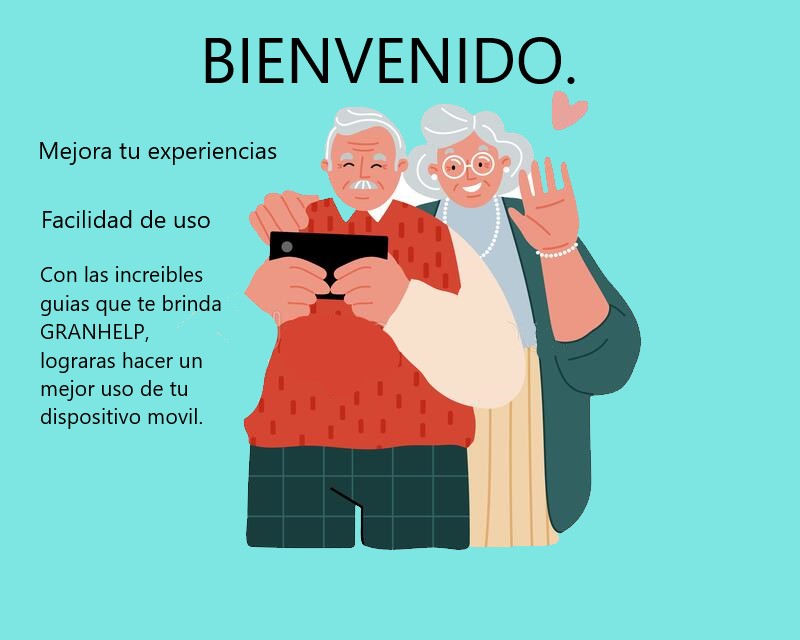 BIENVENIDO.
Mejora tu experiencias
Facilidad de uso
Con las increibles
guias que te brinda
GRANHELP,
lograras hacer un
mejor uso de tu
dispositivo movil.